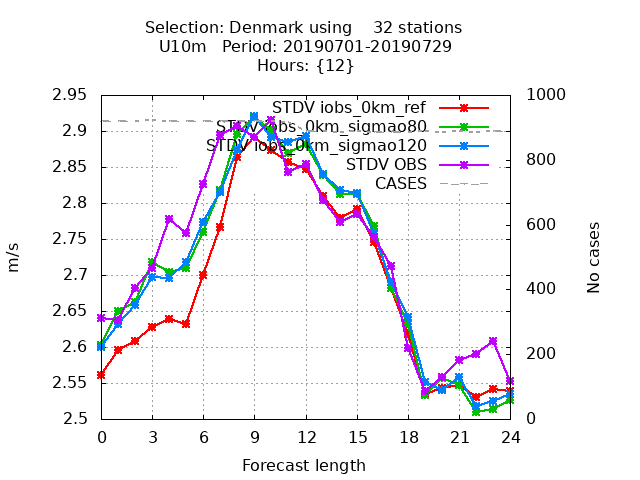 Selection: Denmark using    32 stations
U10m   Period: 20190701-20190729
Hours: {12}
STDV iobs_0km_ref
STDV iobs_0km_sigmao80
STDV iobs_0km_sigmao120
STDV OBS
CASES
2.95
2.9
2.85
2.8
2.75
2.7
2.65
2.6
2.55
2.5
m/s
1000
800
600
400
200
0
No cases
0 3 6 9 12 15 18 21 24
Forecast length